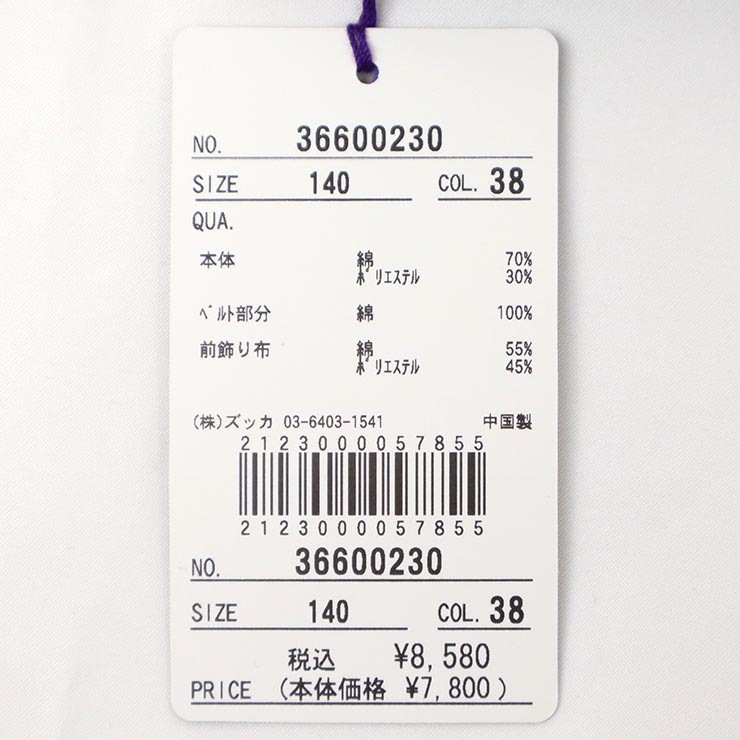 NO. 36600230
SIZE 140 COL. 38
QUA.
本体 綿 70%
ﾎﾟﾘｴｽﾃﾙ 30%
ﾍﾞﾙﾄ部分 綿 100%
前飾り布 綿 55%
ﾎﾟﾘｴｽﾃﾙ 45%
(株)ズッカ 03-6403-1541 中国製
2123000057855
2123000057855
NO. 36600230
SIZE 140 COL. 38
税込 ¥8,580
PRICE (本体価格 ¥7,800)